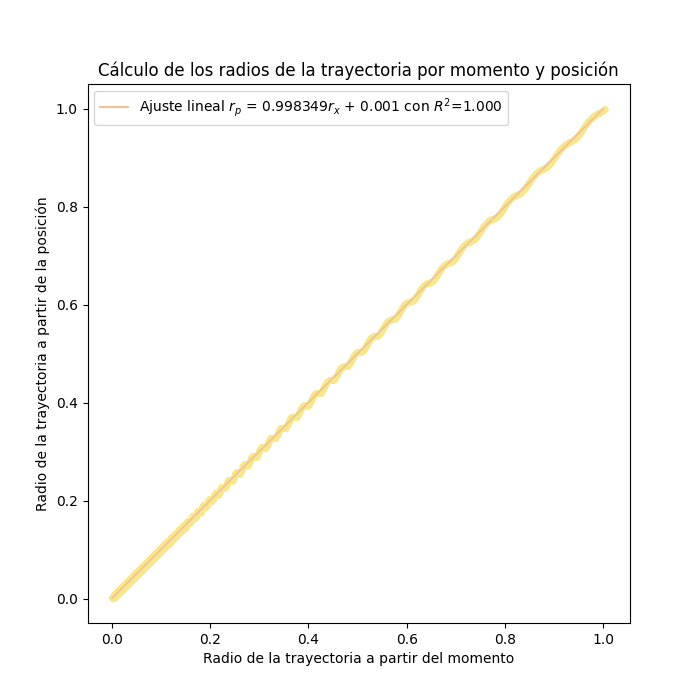 Cálculo de los radios de la trayectoria por momento y posición
Ajuste lineal r_p = 0.998349r_x + 0.001 con R^2=1.000
1.0
0.8
0.6
0.4
0.2
0.0
Radio de la trayectoria a partir de la posición
0.0 0.2 0.4 0.6 0.8 1.0
Radio de la trayectoria a partir del momento